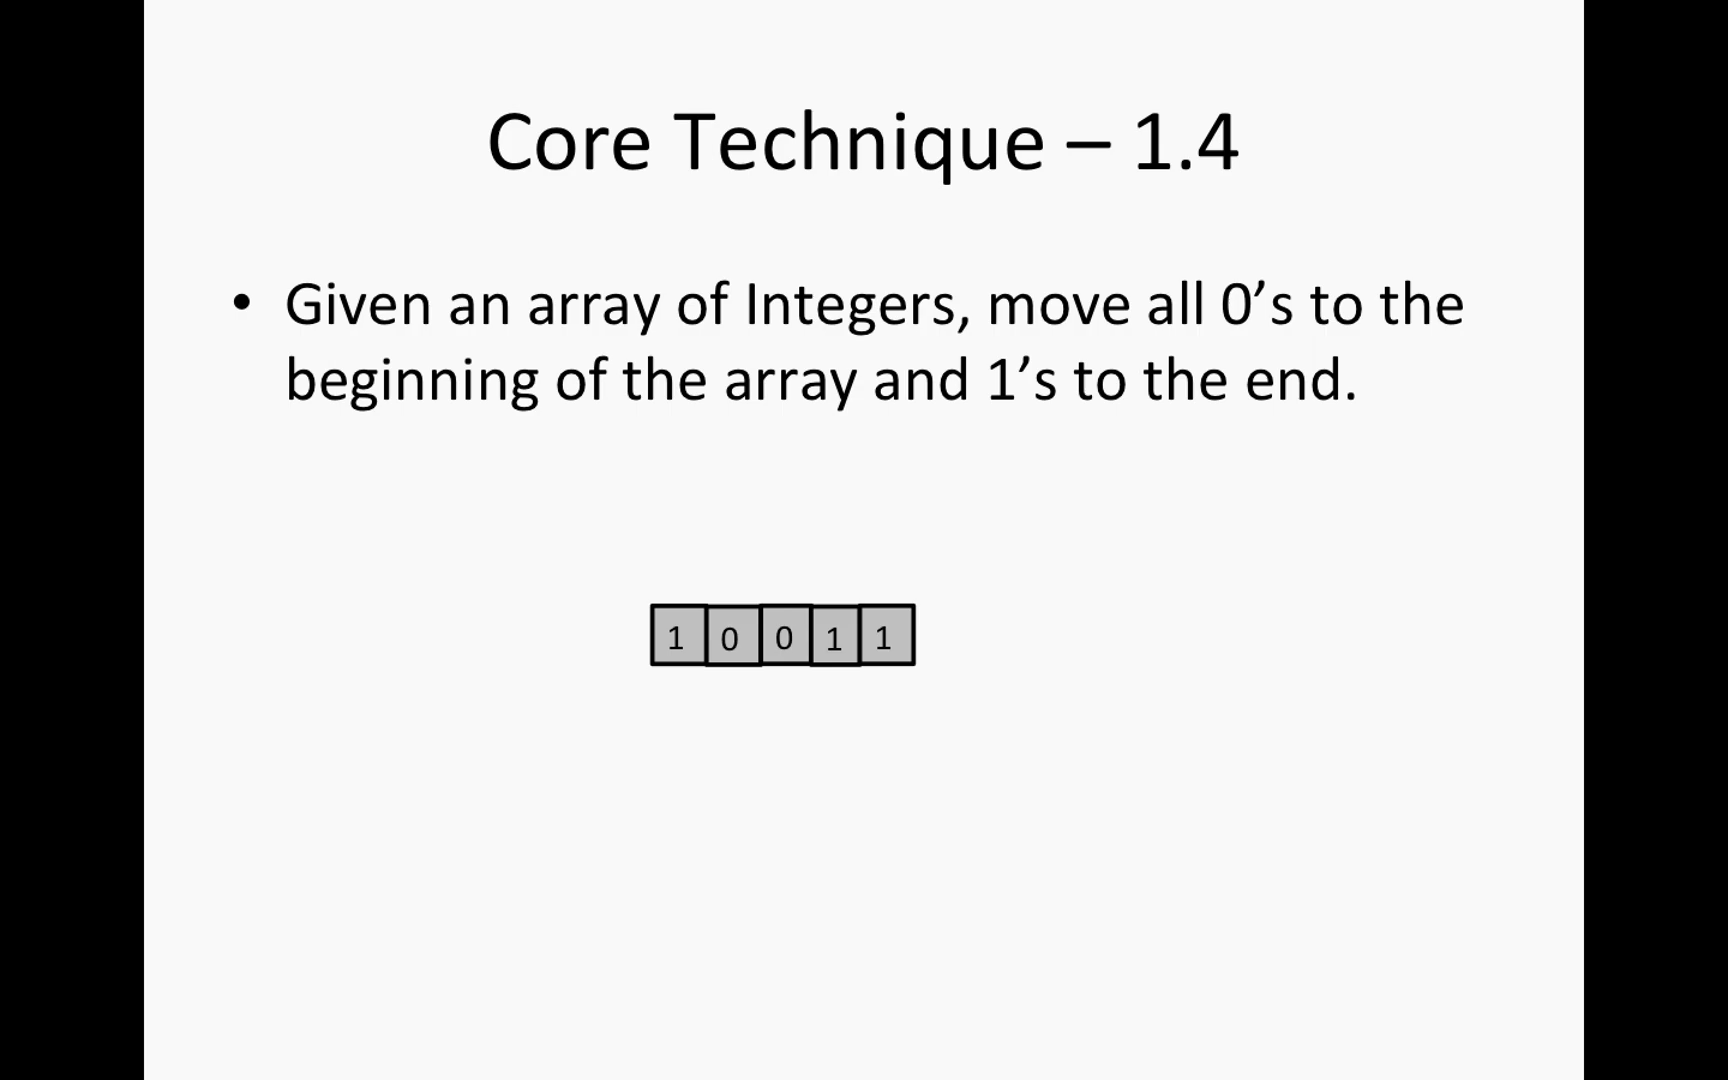 Core Technique – 1.4
• Given an array of Integers, move all 0’s to the
beginning of the array and 1’s to the end.
1 0 0 1 1